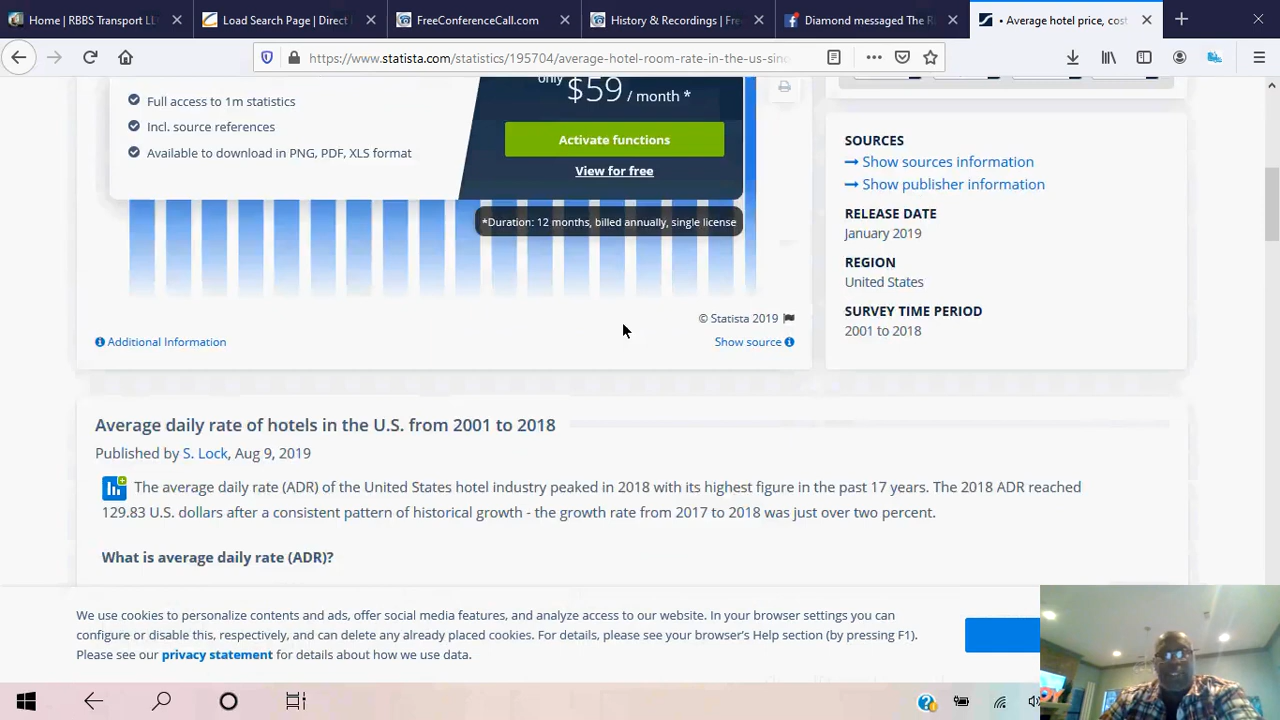 Home | RBBS Transport LL
Load Search Page | Direct
FreeConferenceCall.com
History & Recordings | Fre
Diamond messaged The R
• Average hotel price, cost
https://www.statista.com/statistics/195704/average-hotel-room-rate-in-the-us-sinc
only $59 / month *
Full access to 1m statistics
Incl. source references
Available to download in PNG, PDF, XLS format
Activate functions
View for free
*Duration: 12 months, billed annually, single license
© Statista 2019
Additional Information
Show source
SOURCES
Show sources information
Show publisher information
RELEASE DATE
January 2019
REGION
United States
SURVEY TIME PERIOD
2001 to 2018
Average daily rate of hotels in the U.S. from 2001 to 2018
Published by S. Lock, Aug 9, 2019
The average daily rate (ADR) of the United States hotel industry peaked in 2018 with its highest figure in the past 17 years. The 2018 ADR reached
129.83 U.S. dollars after a consistent pattern of historical growth - the growth rate from 2017 to 2018 was just over two percent.
What is average daily rate (ADR)?
We use cookies to personalize contents and ads, offer social media features, and analyze access to our website. In your browser settings you can
configure or disable this, respectively, and can delete any already placed cookies. For details, please see your browser's Help section (by pressing F1).
Please see our privacy statement for details about how we use data.